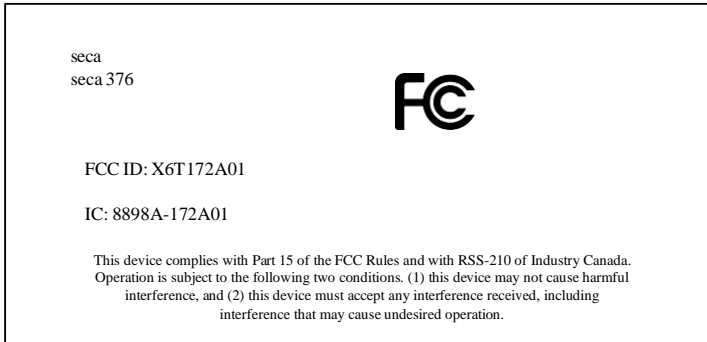 seca
seca 376
FC
FCC ID: X6T172A01
IC: 8898A-172A01
This device complies with Part 15 of the FCC Rules and with RSS-210 of Industry Canada.
Operation is subject to the following two conditions. (1) this device may not cause harmful
interference, and (2) this device must accept any interference received, including
interference that may cause undesired operation.